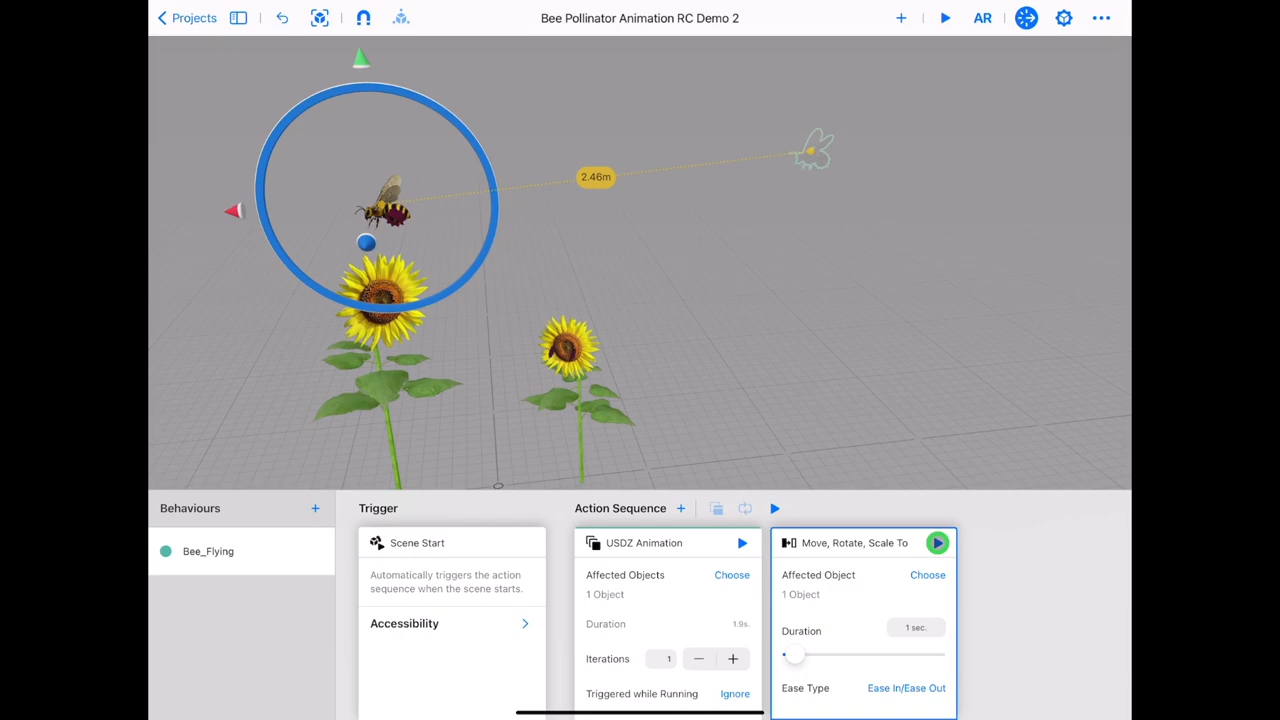 Projects
Bee Pollinator Animation RC Demo 2
AR
2.46m
Behaviours
Bee_Flying
Trigger
Scene Start
Automatically triggers the action
sequence when the scene starts.
Accessibility
Action Sequence
USDZ Animation
Affected Objects
Choose
1 Object
Duration
1.9s.
Iterations
1
Triggered while Running
Ignore
Move, Rotate, Scale To
Affected Object
Choose
1 Object
Duration
1 sec.
Ease Type
Ease In/Ease Out